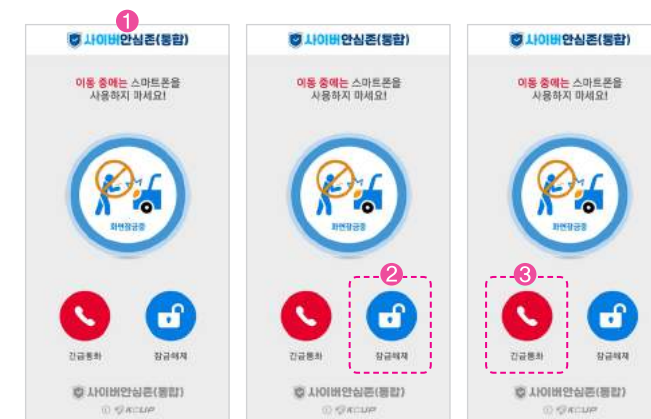 1
사이버안심존(통합)
이동 중에는 스마트폰을
사용하지 마세요!
화면잠금중
긴급통화
잠금해제
사이버안심존(통합)
KCUP
사이버안심존(통합)
이동 중에는 스마트폰을
사용하지 마세요!
화면잠금중
2
긴급통화
잠금해제
사이버안심존(통합)
KCUP
사이버안심존(통합)
이동 중에는 스마트폰을
사용하지 마세요!
화면잠금중
3
긴급통화
잠금해제
사이버안심존(통합)
KCUP